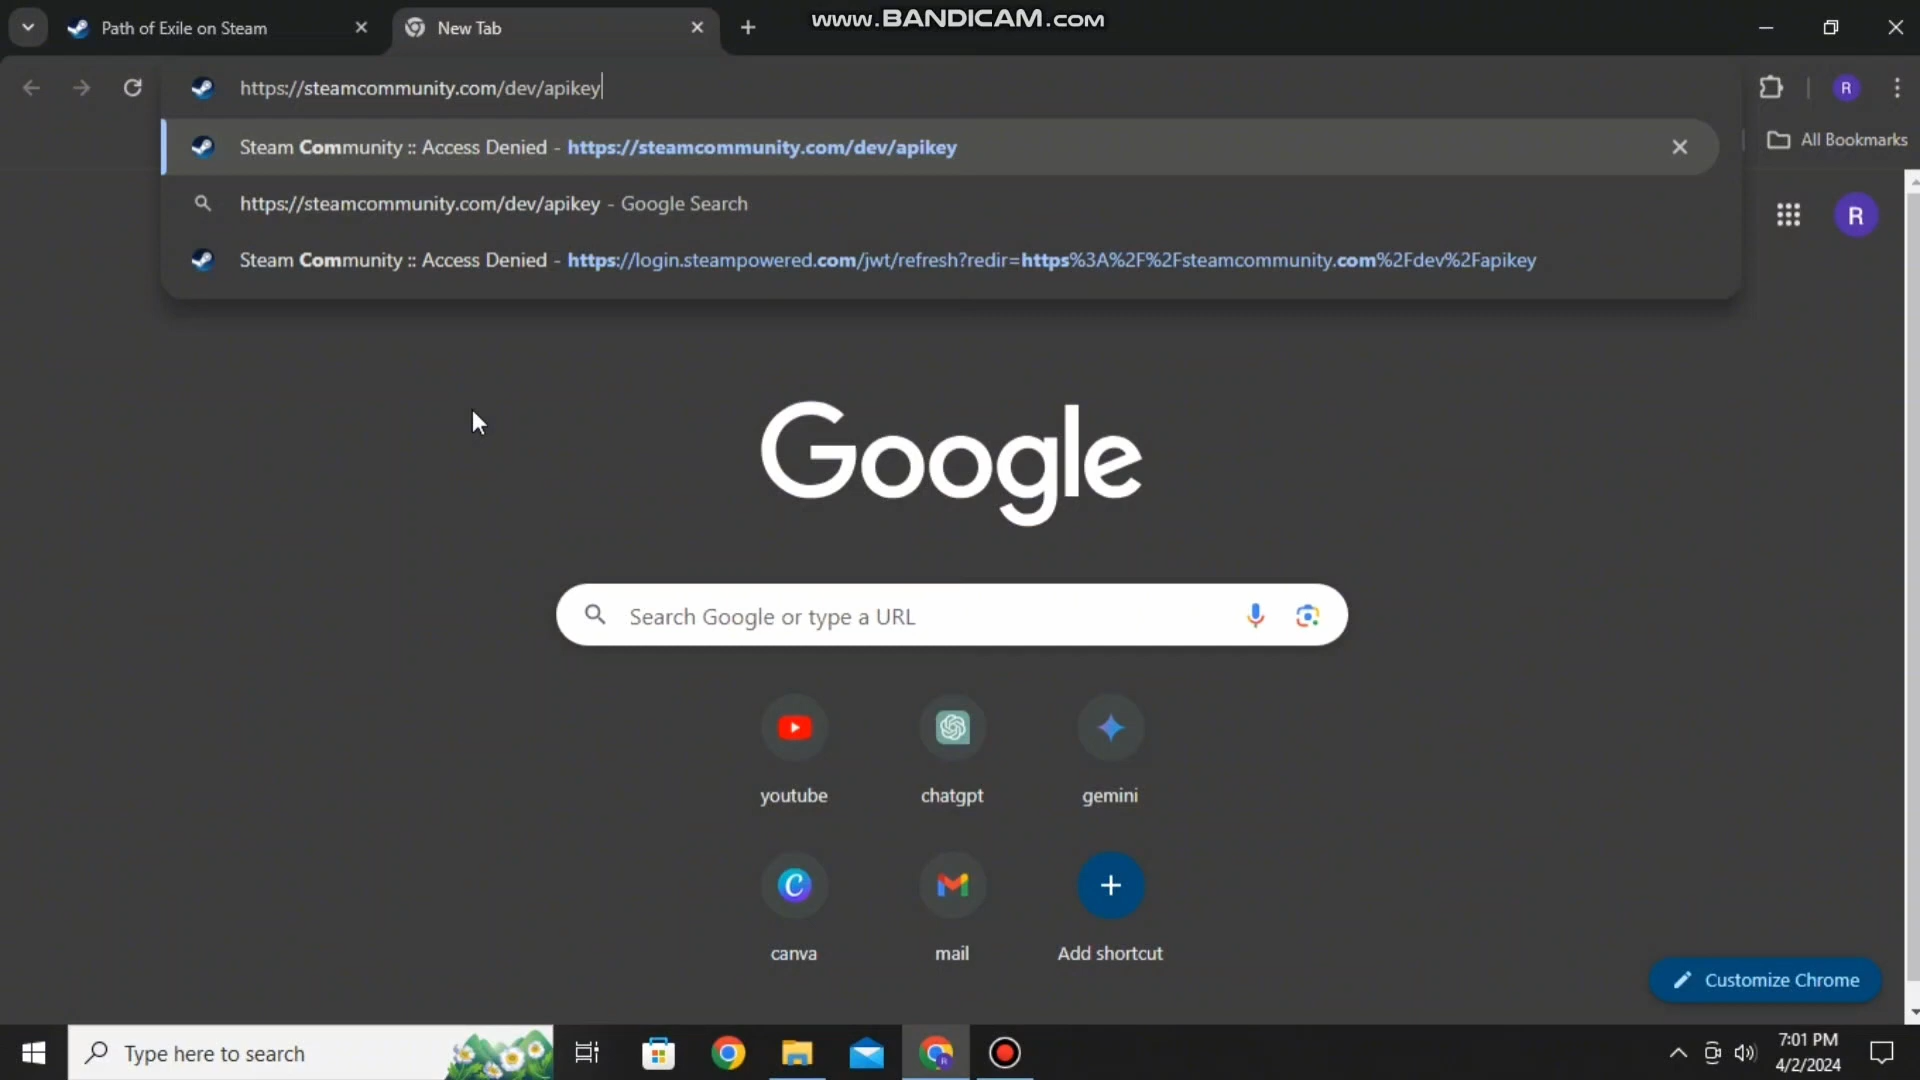 Path of Exile on Steam
New Tab
www.BANDICAM.com
https://steamcommunity.com/dev/apikey
R
Steam Community :: Access Denied - https://steamcommunity.com/dev/apikey
All Bookmarks
https://steamcommunity.com/dev/apikey - Google Search
R
Steam Community :: Access Denied - https://login.steampowered.com/jwt/refresh?redir=https%3A%2F%2Fsteamcommunity.com%2Fdev%2Fapikey
Google
Search Google or type a URL
youtube
chatgpt
gemini
canva
mail
Add shortcut
Customize Chrome
Type here to search
7:01 PM
4/2/2024